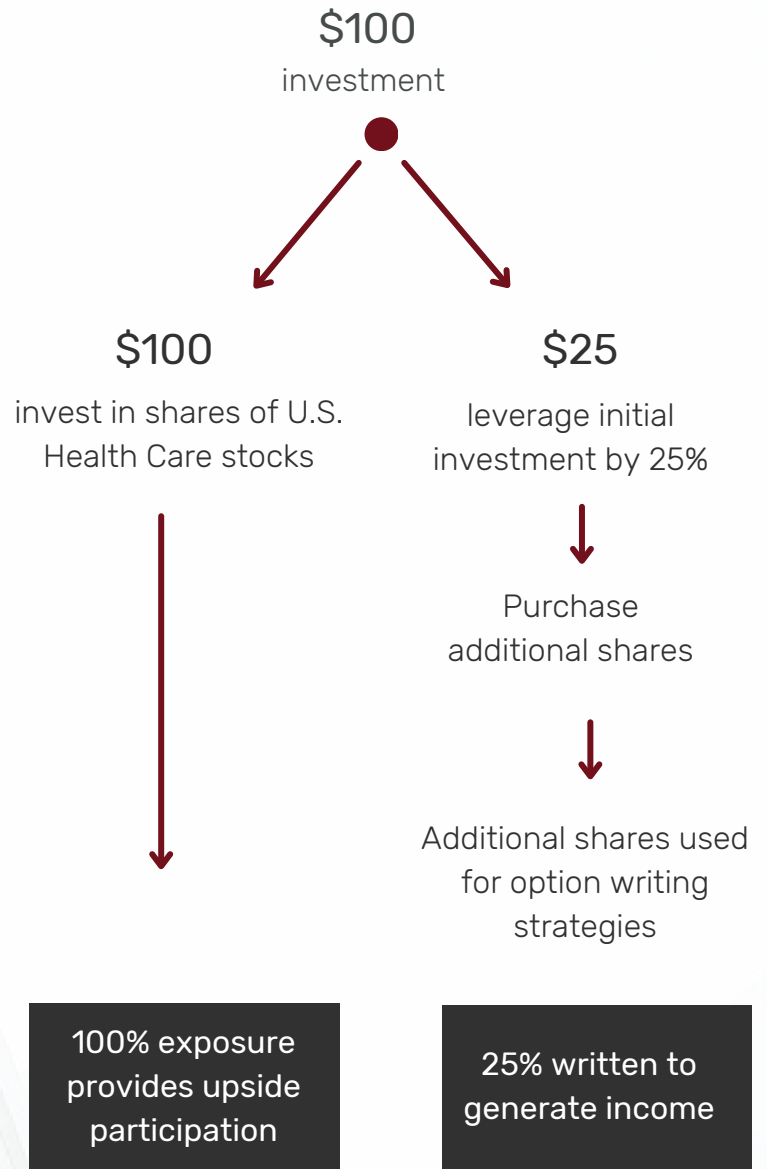 $100
investment
$100
invest in shares of U.S.
Health Care stocks
$25
leverage initial
investment by 25%
Purchase
additional shares
Additional shares used
for option writing
strategies
100% exposure
provides upside
participation
25% written to
generate income